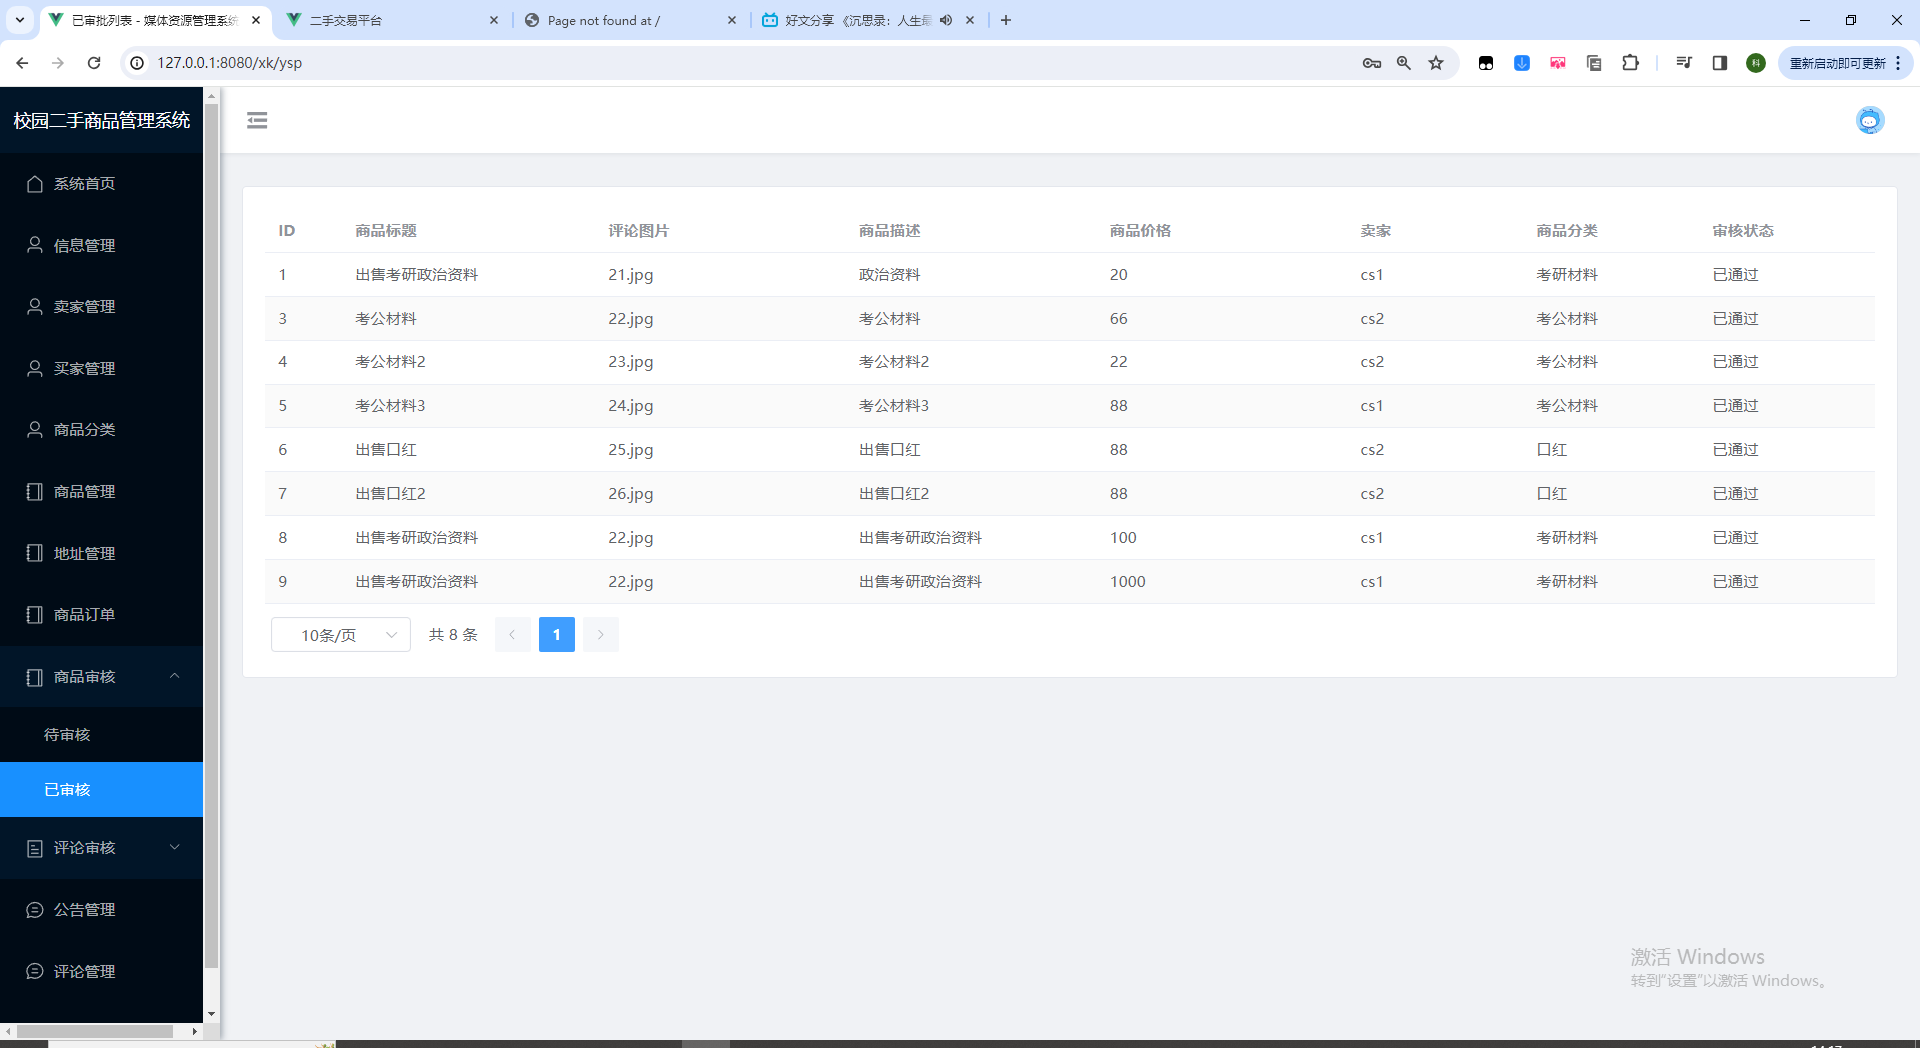 已审批列表 - 媒体资源管理系统
二手交易平台
Page not found at /
好文分享 《沉思录：人生最
127.0.0.1:8080/xk/ysp
科
重新启动即可更新
校园二手商品管理系统
系统首页
信息管理
卖家管理
买家管理
商品分类
商品管理
地址管理
商品订单
商品审核
待审核
已审核
评论审核
公告管理
评论管理
ID 商品标题 评论图片 商品描述 商品价格 卖家 商品分类 审核状态
1 出售考研政治资料 21.jpg 政治资料 20 cs1 考研材料 已通过
3 考公材料 22.jpg 考公材料 66 cs2 考公材料 已通过
4 考公材料2 23.jpg 考公材料2 22 cs2 考公材料 已通过
5 考公材料3 24.jpg 考公材料3 88 cs1 考公材料 已通过
6 出售口红 25.jpg 出售口红 88 cs2 口红 已通过
7 出售口红2 26.jpg 出售口红2 88 cs2 口红 已通过
8 出售考研政治资料 22.jpg 出售考研政治资料 100 cs1 考研材料 已通过
9 出售考研政治资料 22.jpg 出售考研政治资料 1000 cs1 考研材料 已通过
10条/页 共 8 条 1
激活 Windows
转到"设置"以激活 Windows。